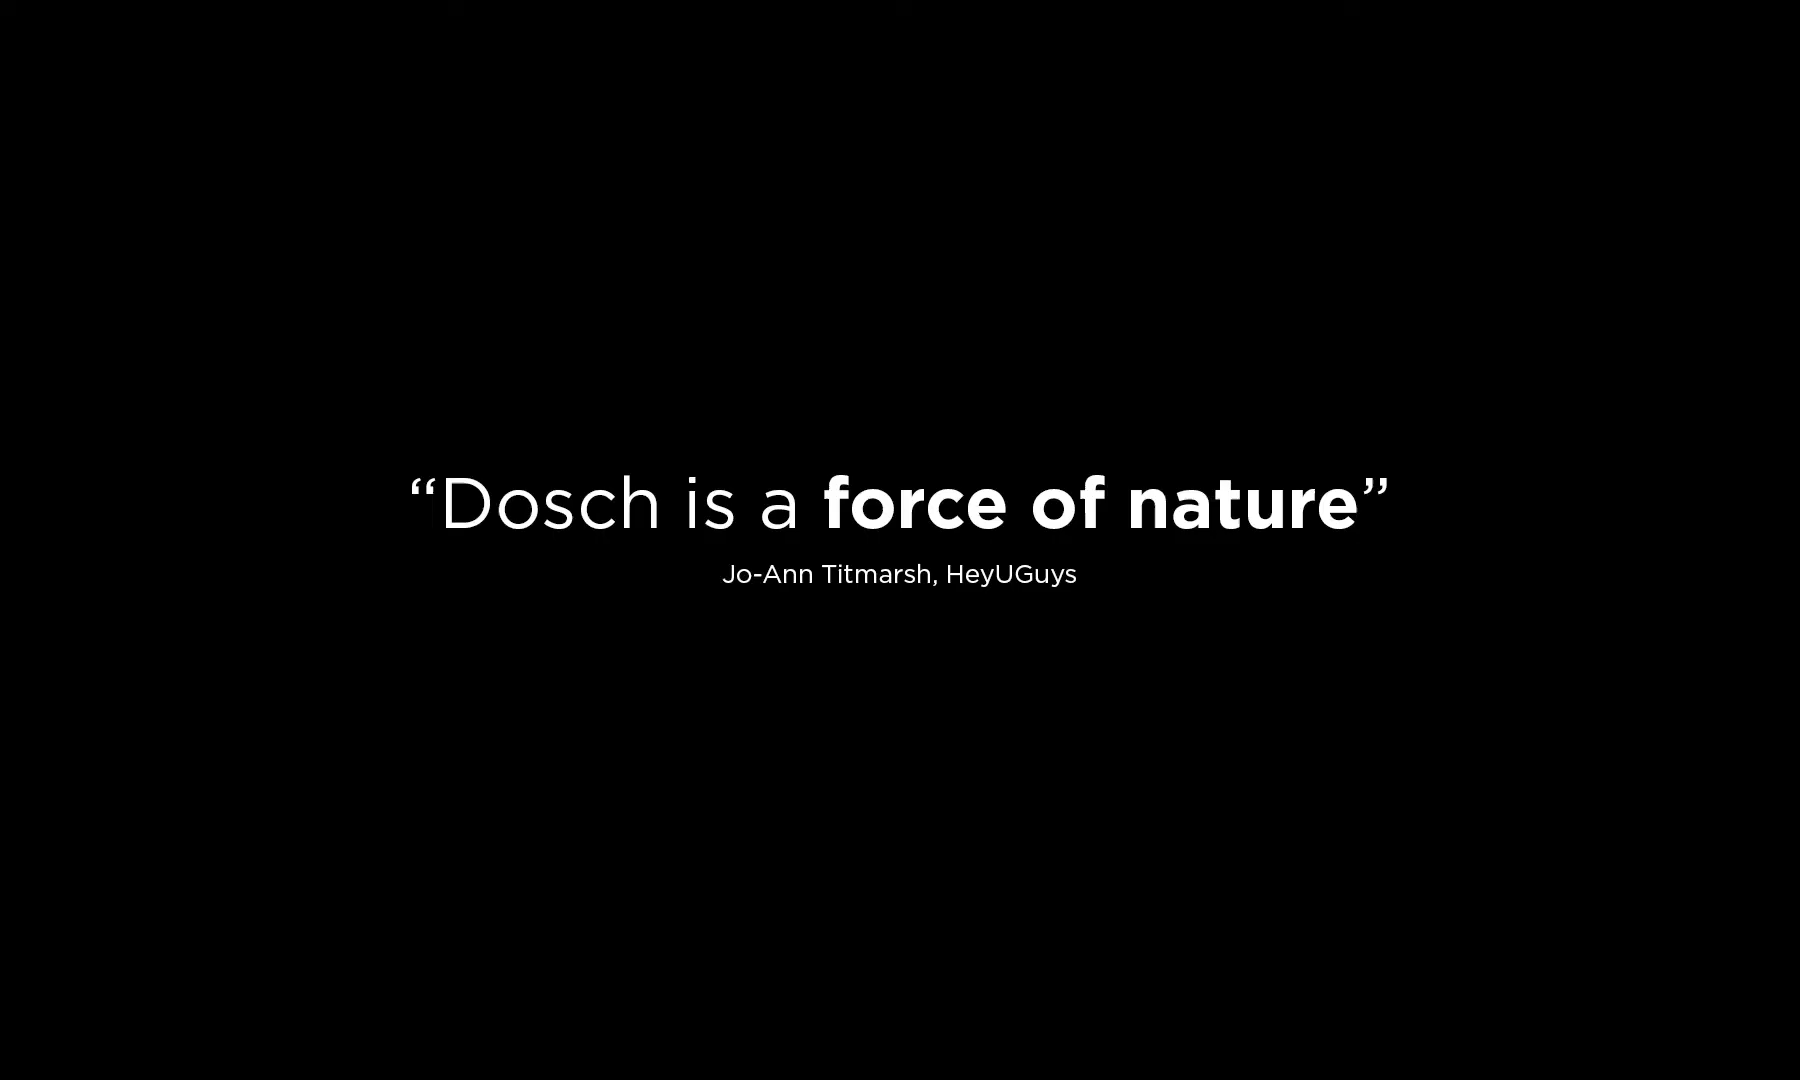 “Dosch is a force of nature”
Jo-Ann Titmarsh, HeyUGuys